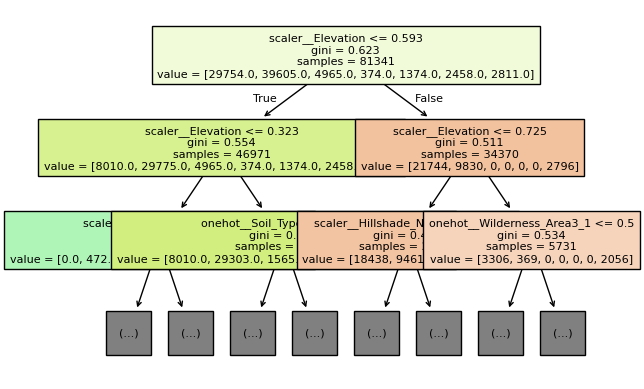 scaler__Elevation <= 0.593
gini = 0.623
samples = 81341
value = [29754.0, 39605.0, 4965.0, 374.0, 1374.0, 2458.0, 2811.0]
True
False
scaler__Elevation <= 0.323
gini = 0.554
samples = 46971
value = [8010.0, 29775.0, 4965.0, 374.0, 1374.0, 2458
scaler__Elevation <= 0.725
gini = 0.511
samples = 34370
value = [21744, 9830, 0, 0, 0, 0, 2796]
scale
value = [0.0, 472.
onehot__Soil_Type
gini = 0.
samples =
value = [8010.0, 29303.0, 1565.
scaler__Hillshade_N
gini = 0.4
samples =
value = [18438, 9461
onehot__Wilderness_Area3_1 <= 0.5
gini = 0.534
samples = 5731
value = [3306, 369, 0, 0, 0, 0, 2056]
(...)
(...)
(...)
(...)
(...)
(...)
(...)
(...)